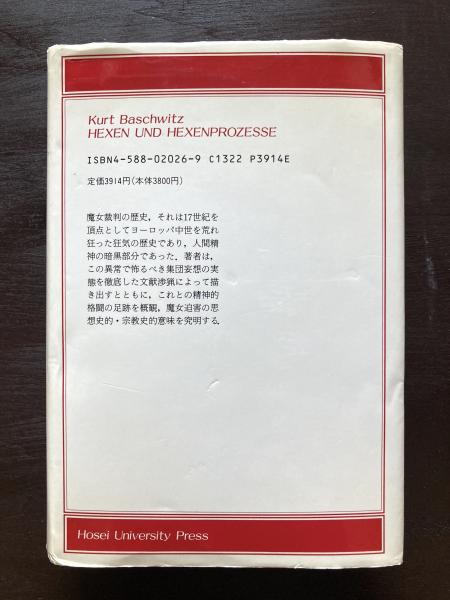 Kurt Baschwitz
HEXEN UND HEXENPROZESSE
ISBN4-588-02026-9 C1322 P3914E
定価3914円(本体3800円)
魔女裁判の歴史，それは17世紀を
頂点としてヨーロッパ中世を荒れ
狂った狂気の歴史であり，人間精
神の暗黒部分であった．著者は，
この異常で怖るべき集団妄想の実
態を徹底した文献渉猟によって描
き出すとともに，これとの精神的
格闘の足跡を概観，魔女迫害の思
想史的・宗教史的意味を究明する．
Hosei University Press